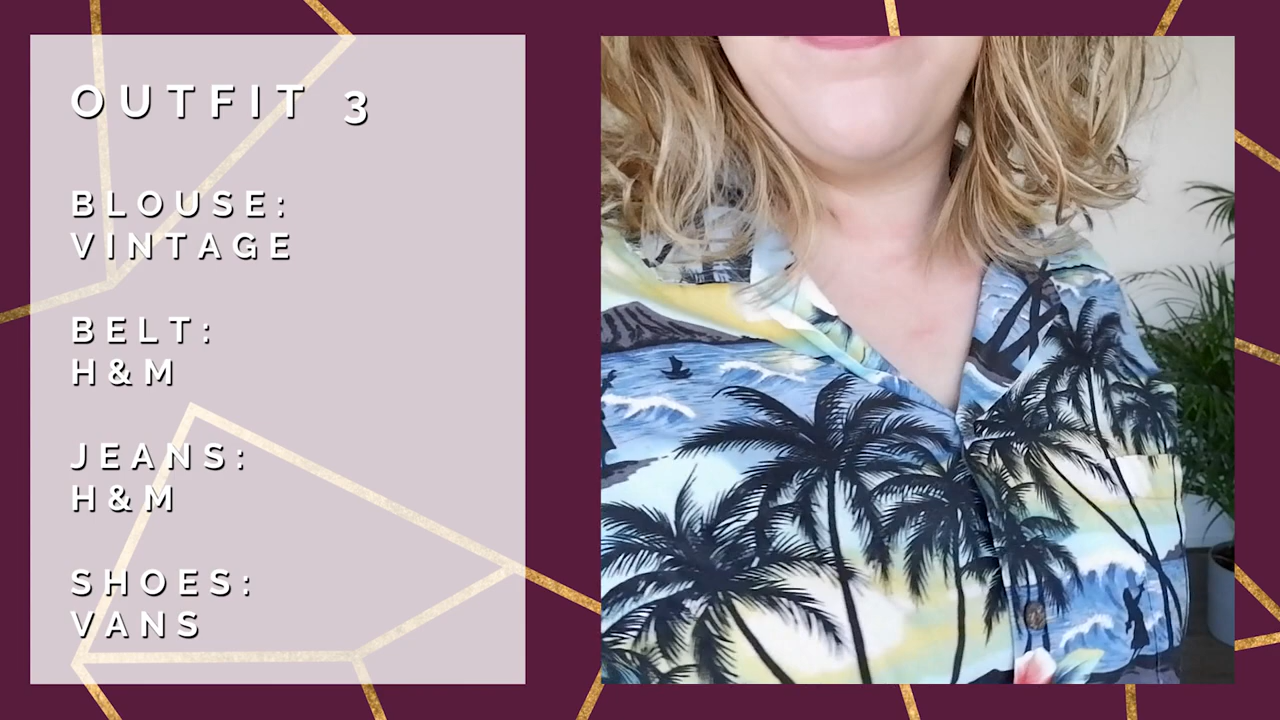 OUTFIT 3
BLOUSE:
VINTAGE
BELT:
H&M
JEANS:
H&M
SHOES:
VANS